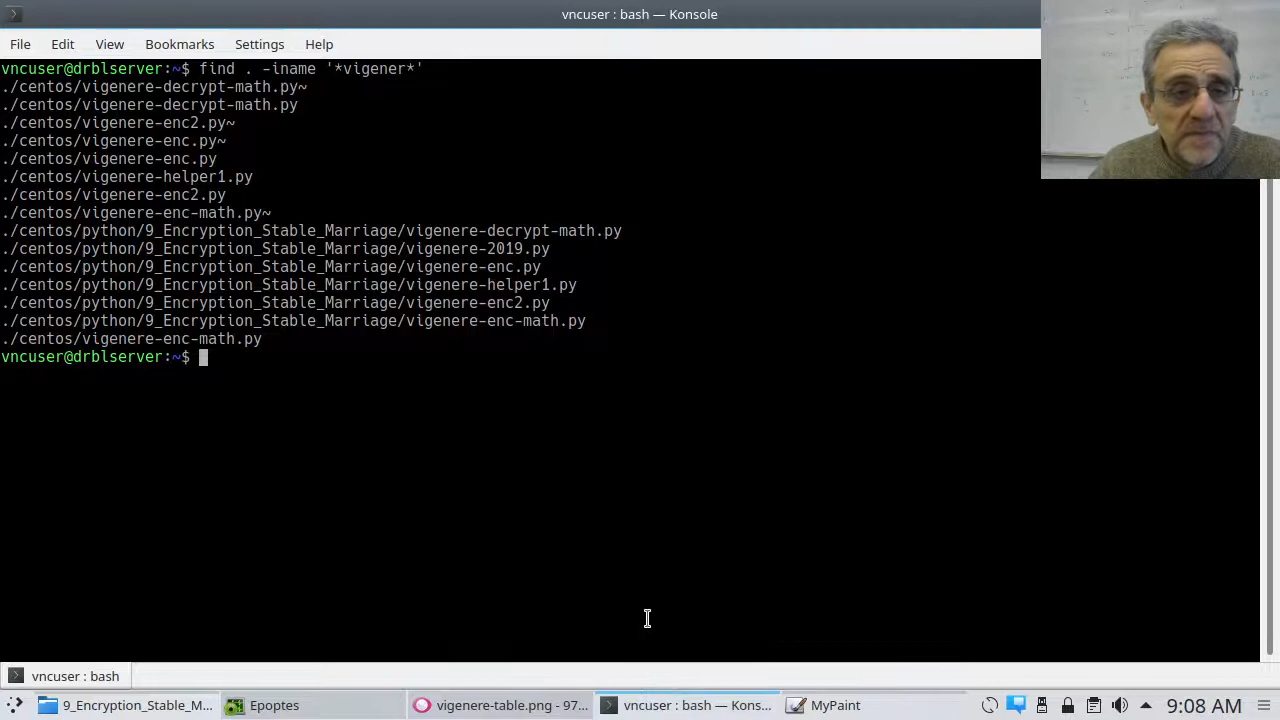 vncuser : bash — Konsole
File Edit View Bookmarks Settings Help
vncuser@drblserver:~$ find . -iname '*vigener*'
./centos/vigenere-decrypt-math.py~
./centos/vigenere-decrypt-math.py
./centos/vigenere-enc2.py~
./centos/vigenere-enc.py~
./centos/vigenere-enc.py
./centos/vigenere-helper1.py
./centos/vigenere-enc2.py
./centos/vigenere-enc-math.py~
./centos/python/9_Encryption_Stable_Marriage/vigenere-decrypt-math.py
./centos/python/9_Encryption_Stable_Marriage/vigenere-2019.py
./centos/python/9_Encryption_Stable_Marriage/vigenere-enc.py
./centos/python/9_Encryption_Stable_Marriage/vigenere-helper1.py
./centos/python/9_Encryption_Stable_Marriage/vigenere-enc2.py
./centos/python/9_Encryption_Stable_Marriage/vigenere-enc-math.py
./centos/vigenere-enc-math.py
vncuser@drblserver:~$
vncuser : bash
9_Encryption_Stable_M... Epoptes vigenere-table.png - 97... vncuser : bash — Kons... MyPaint 9:08 AM